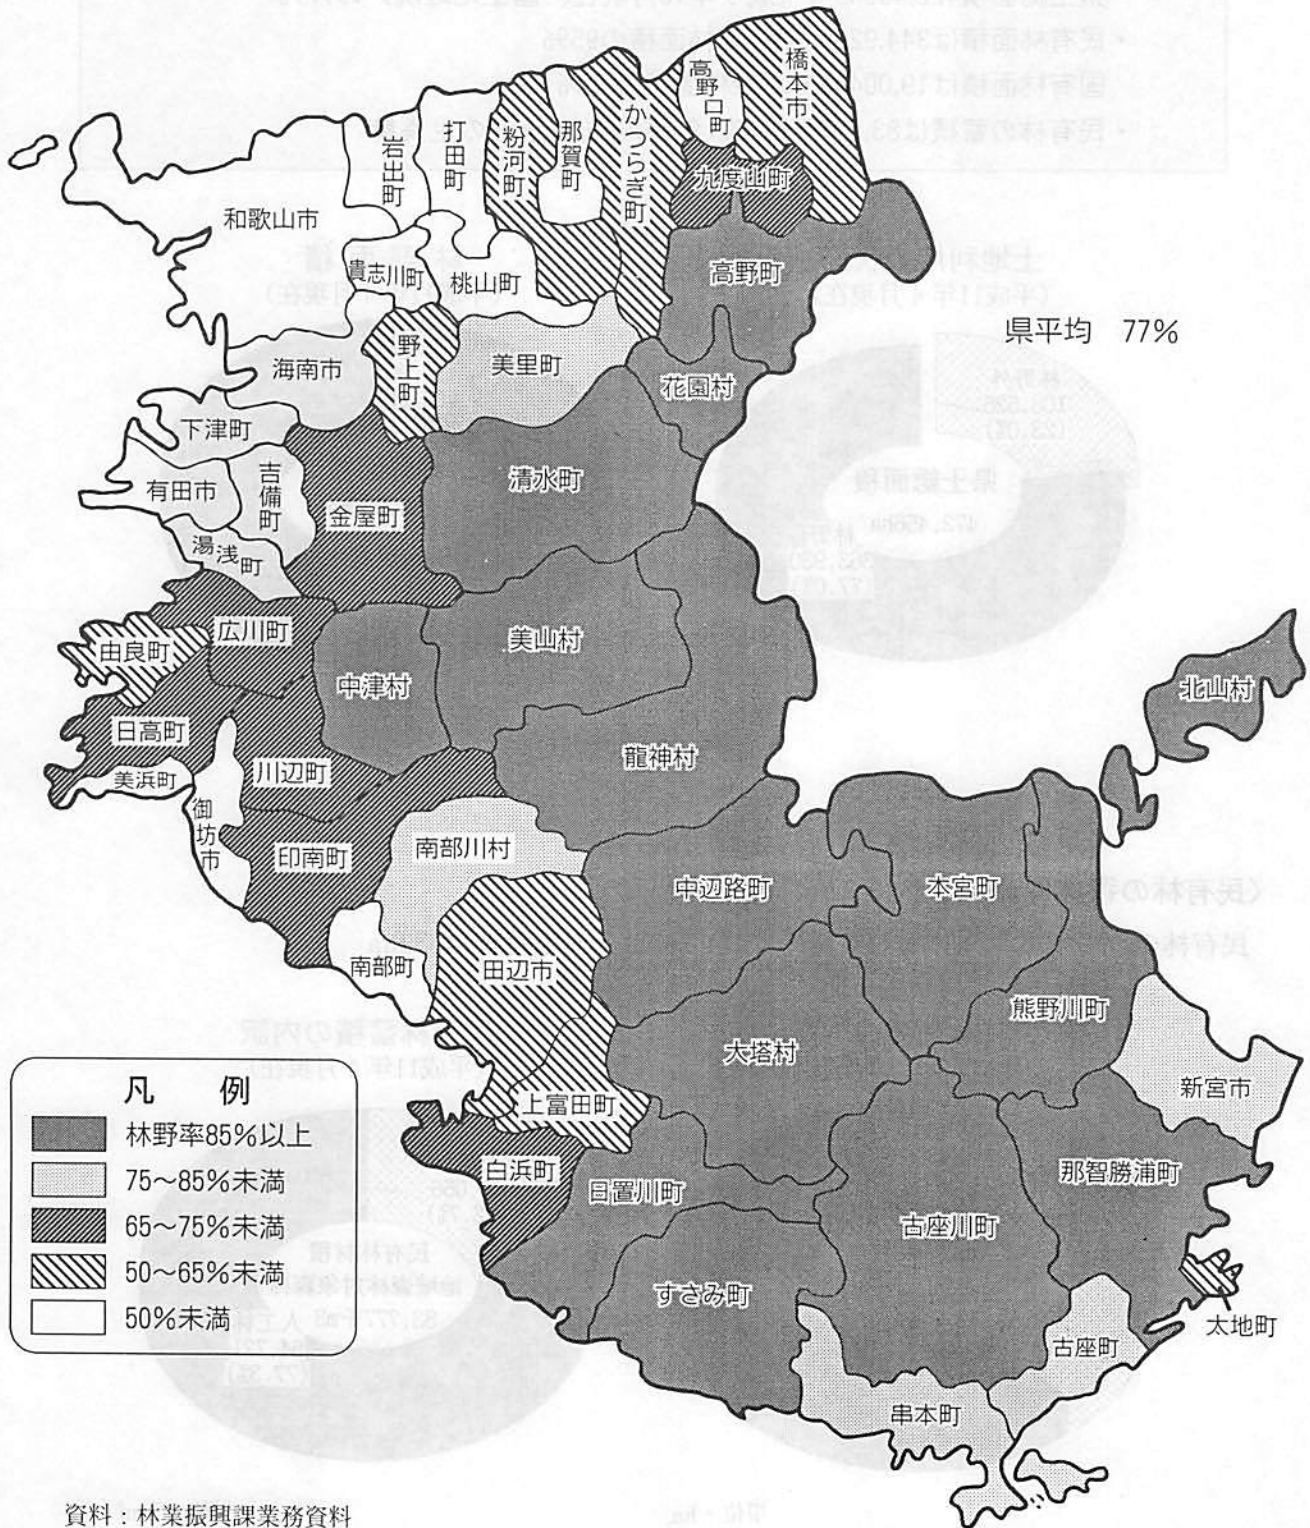 橋本市
高野口町
かつらぎ町
那賀町
粉河町
打田町
岩出町
九度山町
和歌山市
貴志川町
桃山町
高野町
県平均 77%
野上町
美里町
海南市
花園村
下津町
清水町
吉備町
有田市
金屋町
湯浅町
広川町
美山村
由良町
中津村
北山村
日高町
龍神村
川辺町
美浜町
御坊市
印南町
南部川村
中辺路町
本宮町
南部町
田辺市
熊野川町
大塔村
新宮市
上富田町
白浜町
日置川町
那智勝浦町
古座川町
すさみ町
太地町
古座町
串本町
凡 例
林野率85%以上
75~85%未満
65~75%未満
50~65%未満
50%未満
資料:林業振興課業務資料